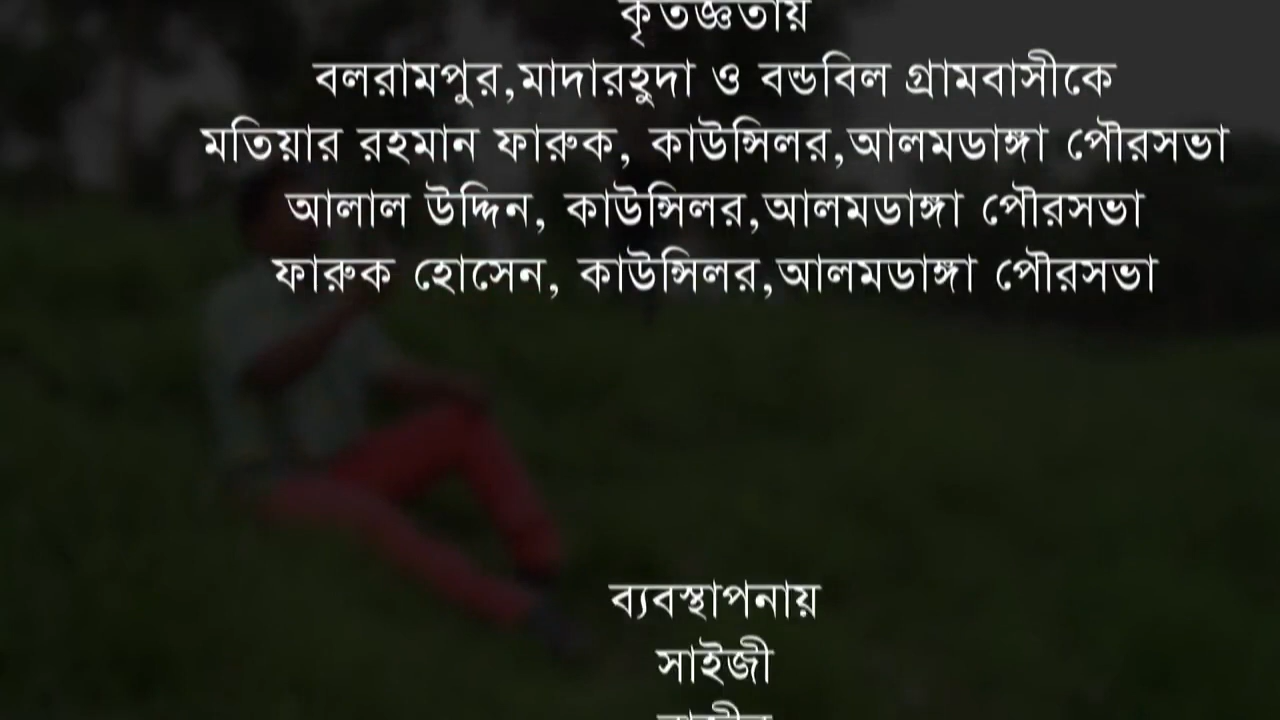 কৃতজ্ঞতায়
বলরামপুর,মাদারহুদা ও বন্ডবিল গ্রামবাসীকে
মতিয়ার রহমান ফারুক, কাউন্সিলর,আলমডাঙ্গা পৌরসভা
আলাল উদ্দিন, কাউন্সিলর,আলমডাঙ্গা পৌরসভা
ফারুক হোসেন, কাউন্সিলর,আলমডাঙ্গা পৌরসভা
ব্যবস্থাপনায়
সাইজী